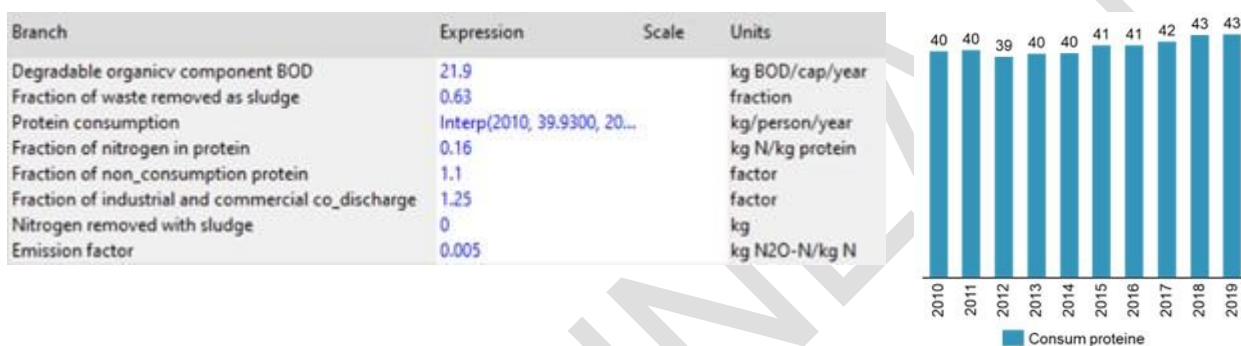 Branch Expression Scale Units
Degradable organicv component BOD 21.9 kg BOD/cap/year
Fraction of waste removed as sludge 0.63 fraction
Protein consumption Interp(2010, 39.9300, 20... kg/person/year
Fraction of nitrogen in protein 0.16 kg N/kg protein
Fraction of non_consumption protein 1.1 factor
Fraction of industrial and commercial co_discharge 1.25 factor
Nitrogen removed with sludge 0 kg
Emission factor 0.005 kg N2O-N/kg N
40 40 39 40 40 41 41 42 43 43
2010 2011 2012 2013 2014 2015 2016 2017 2018 2019
Consum proteine